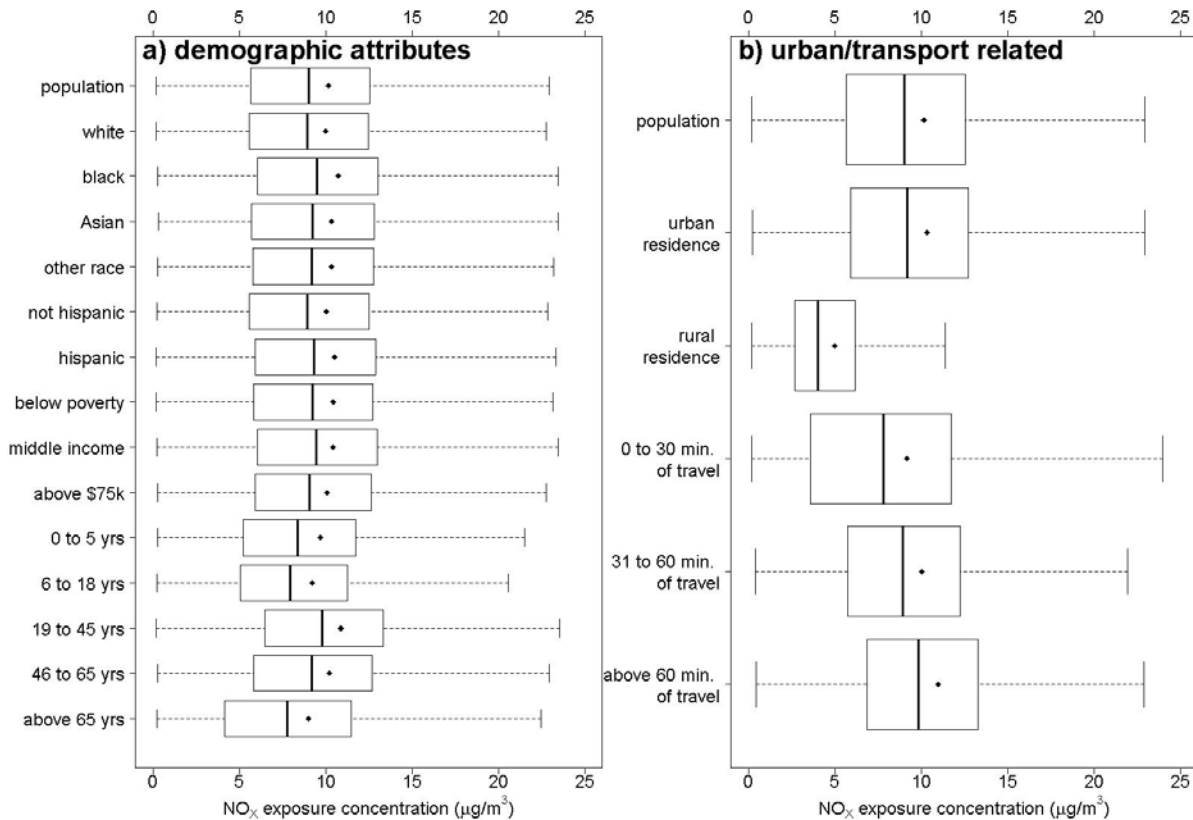 0 5 10 15 20 25
a) demographic attributes
population
white
black
Asian
other race
not hispanic
hispanic
below poverty
middle income
above $75k
0 to 5 yrs
6 to 18 yrs
19 to 45 yrs
46 to 65 yrs
above 65 yrs
0 5 10 15 20 25
NOX exposure concentration (μg/m³)
0 5 10 15 20 25
b) urban/transport related
population
urban
residence
rural
residence
0 to 30 min.
of travel
31 to 60 min.
of travel
above 60 min.
of travel
0 5 10 15 20 25
NOX exposure concentration (μg/m³)